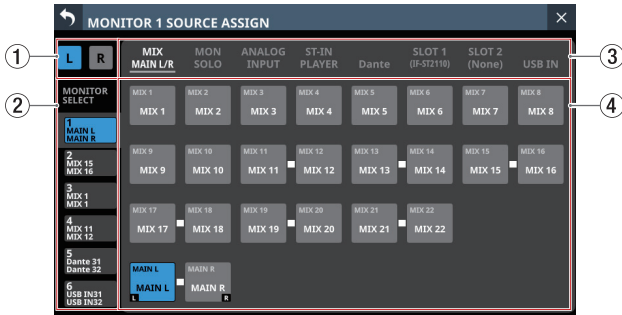 MONITOR 1 SOURCE ASSIGN
1
L R
MIX
MAIN L/R
MON
SOLO
ANALOG
INPUT
ST-IN
PLAYER
Dante
SLOT 1
(IF-ST2110)
SLOT 2
(None)
USB IN
3
2
MONITOR
SELECT
1
MAIN L
MAIN R
2
MIX 15
MIX 16
3
MIX 1
MIX 1
4
MIX 11
MIX 12
5
Dante 31
Dante 32
6
USB IN31
USB IN32
4
MIX 1 MIX 2 MIX 3 MIX 4 MIX 5 MIX 6 MIX 7 MIX 8
MIX 1 MIX 2 MIX 3 MIX 4 MIX 5 MIX 6 MIX 7 MIX 8
MIX 9 MIX 10 MIX 11 MIX 12 MIX 13 MIX 14 MIX 15 MIX 16
MIX 9 MIX 10 MIX 11 MIX 12 MIX 13 MIX 14 MIX 15 MIX 16
MIX 17 MIX 18 MIX 19 MIX 20 MIX 21 MIX 22
MIX 17 MIX 18 MIX 19 MIX 20 MIX 21 MIX 22
MAIN L MAIN R
MAIN L MAIN R
L R